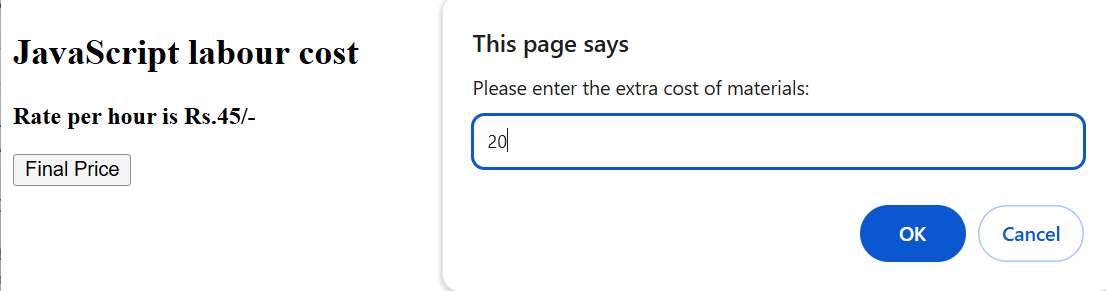 JavaScript labour cost
Rate per hour is Rs.45/-
Final Price
This page says
Please enter the extra cost of materials:
20
OK
Cancel